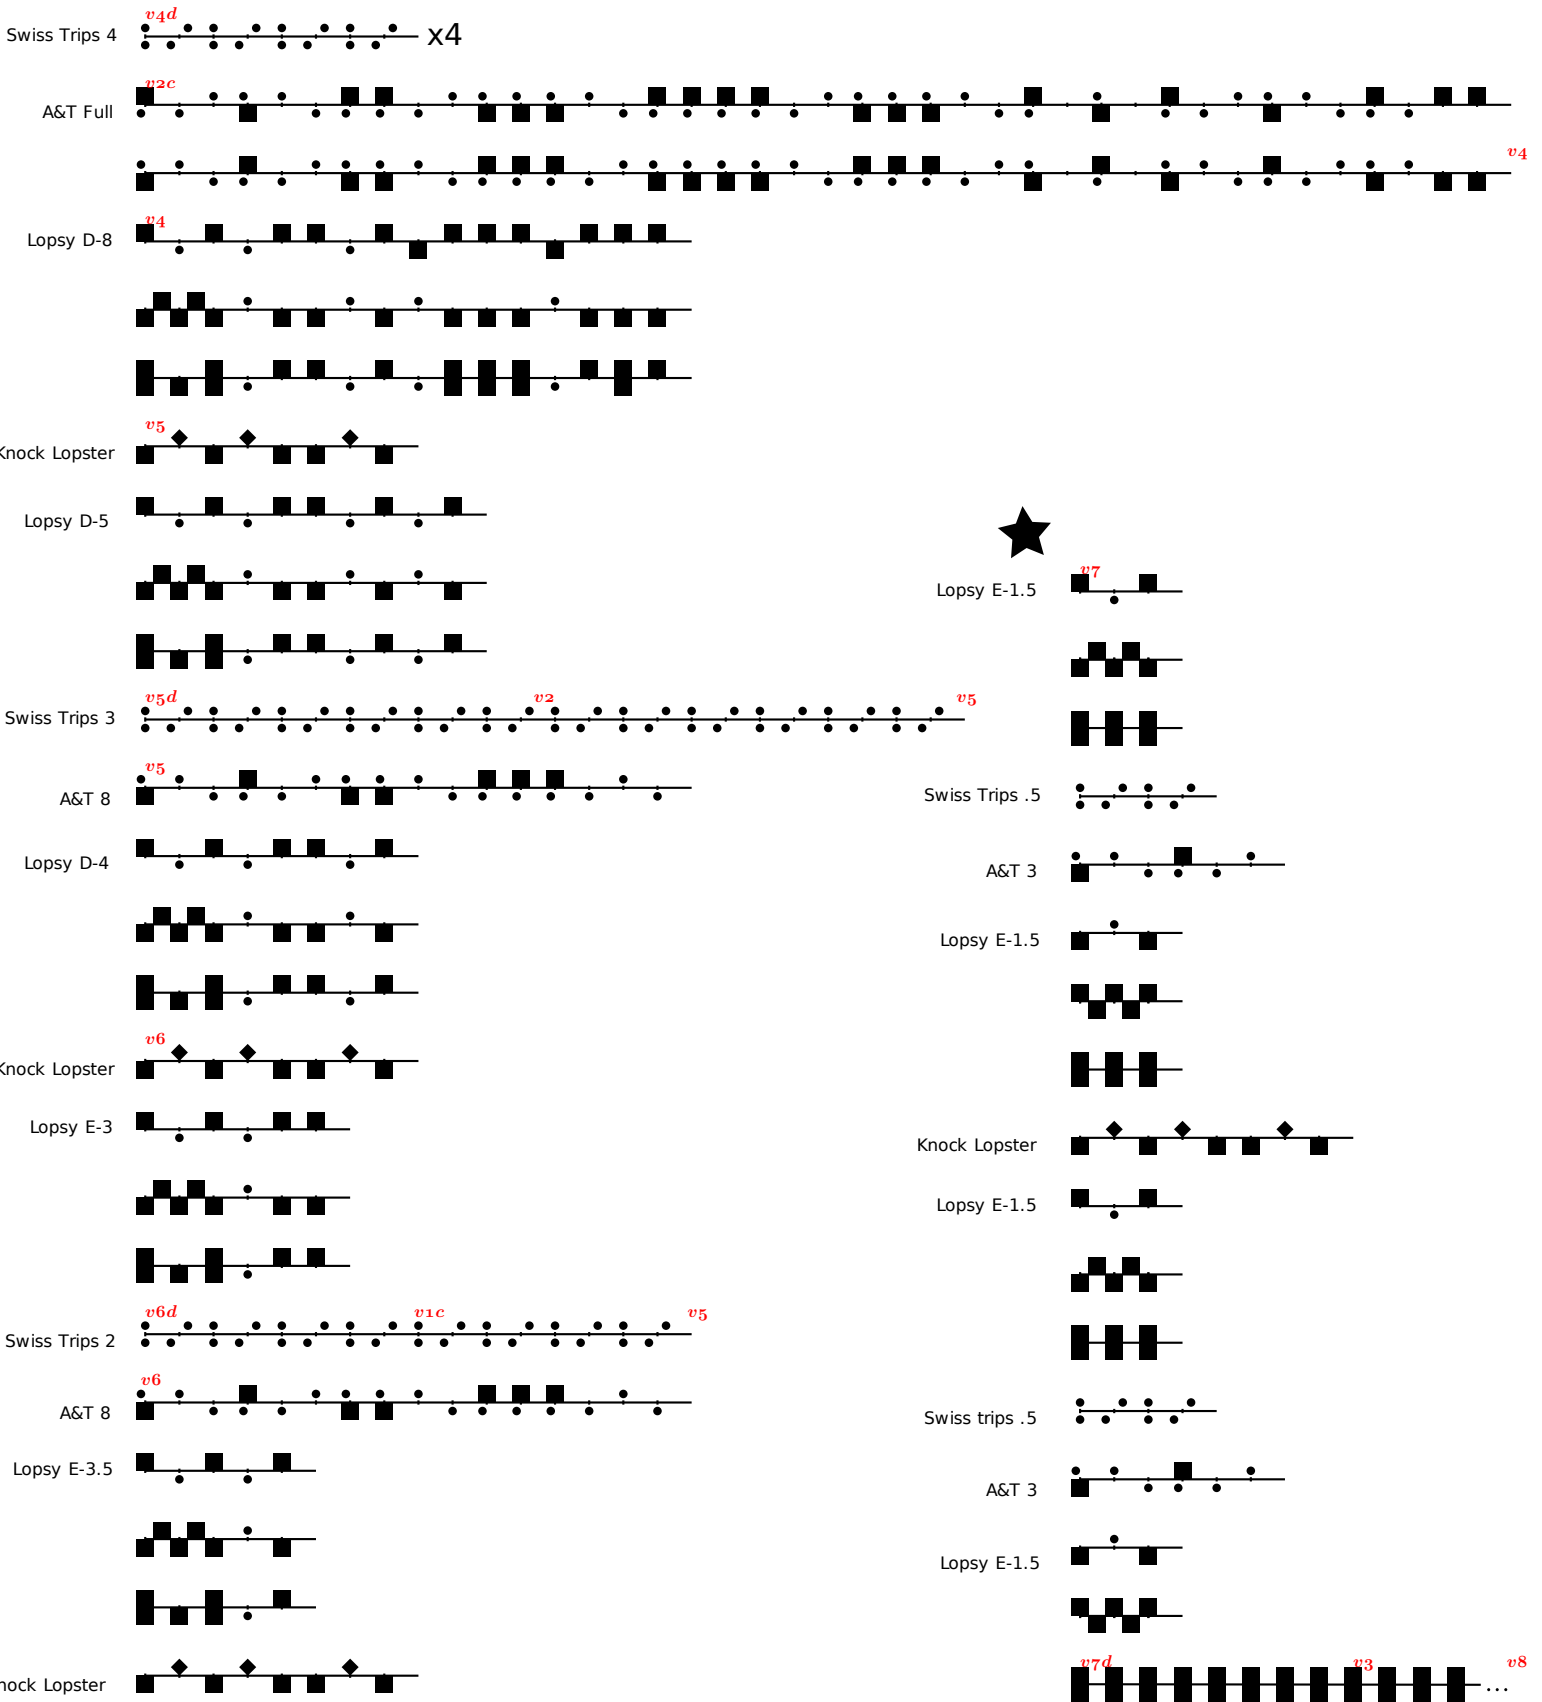 v4d
Swiss Trips 4 x4
v2c
A&T Full
v4
v4
Lopsy D-8
v5
Knock Lopster
Lopsy D-5
v5d v2 v5
Swiss Trips 3
v5
A&T 8
Lopsy D-4
v6
Knock Lopster
Lopsy E-3
v6d v1c v5
Swiss Trips 2
v6
A&T 8
Lopsy E-3.5
nock Lopster
v7
Lopsy E-1.5
Swiss Trips .5
A&T 3
Lopsy E-1.5
Knock Lopster
Lopsy E-1.5
Swiss trips .5
A&T 3
Lopsy E-1.5
v7d v3 v8
...